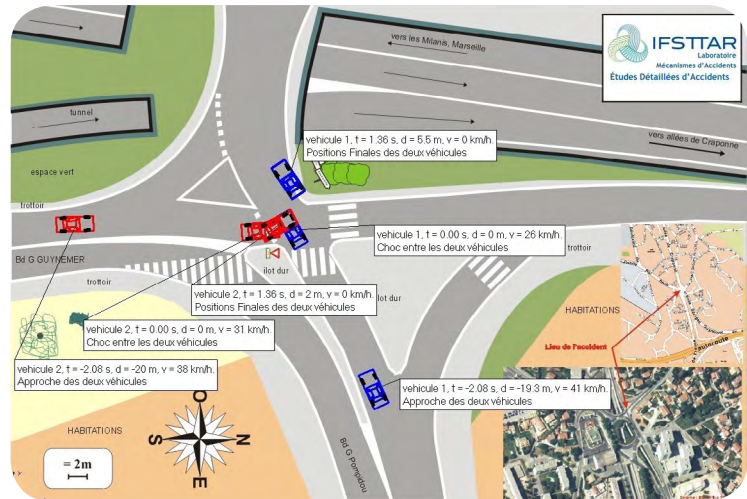 vers les Milanis, Marseille
IFSTTAR
Laboratoire
Mécanismes d'Accidents
Études Détaillées d'Accidents
tunnel
vers allées de Craponne
vehicule 1, t = 1.36 s, d = 5.5 m, v = 0 km/h.
Positions Finales des deux véhicules
espace vert
trottoir
vehicule 1, t = 0.00 s, d = 0 m, v = 26 km/h.
Choc entre les deux véhicules
trottoir
Bd G GUYNEMER
ilot dur
trottoir
vehicule 2, t = 1.36 s, d = 2 m, v = 0 km/h.
Positions Finales des deux véhicules
lot dur
HABITATIONS
vehicule 2, t = 0.00 s, d = 0 m, v = 31 km/h.
Choc entre les deux véhicules
Lieu de l'accident
vehicule 2, t = -2.08 s, d = -20 m, v = 38 km/h.
Approche des deux véhicules
vehicule 1, t = -2.08 s, d = -19.3 m, v = 41 km/h.
Approche des deux véhicules
HABITATIONS
O
S
N
E
= 2m
Bd G Pompidou